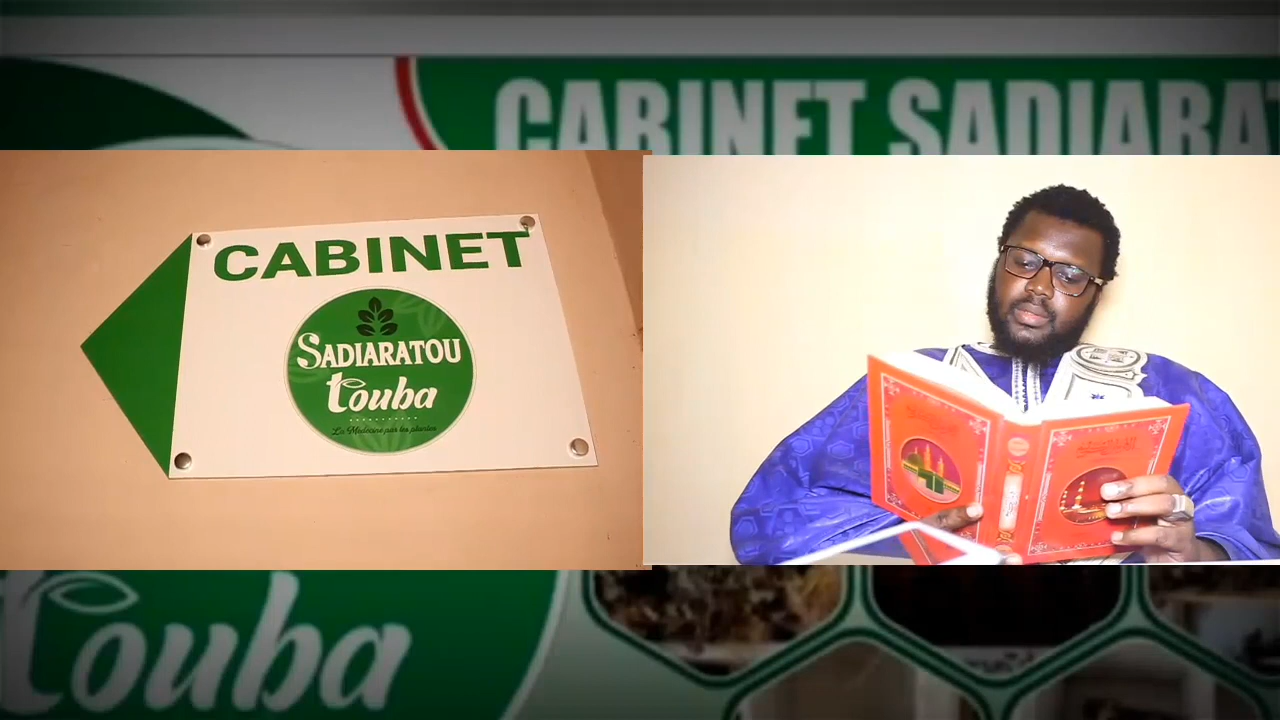 CABINET SADIARAT
CABINET
SADIARATOU
touba
La Médecine par les plantes
touba